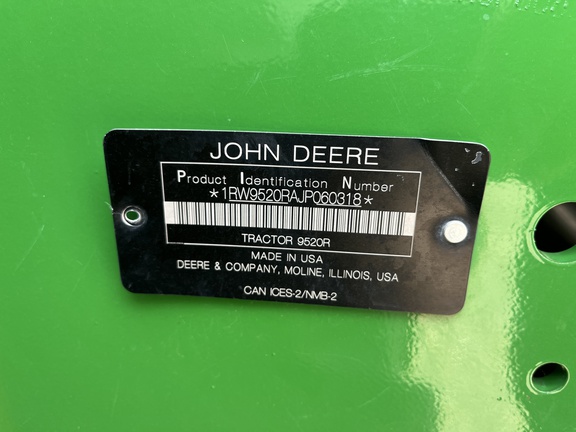 JOHN DEERE
Product Identification Number
*1RW9520RAJP060318*
TRACTOR 9520R
MADE IN USA
DEERE & COMPANY, MOLINE, ILLINOIS, USA
CAN ICES-2/NMB-2